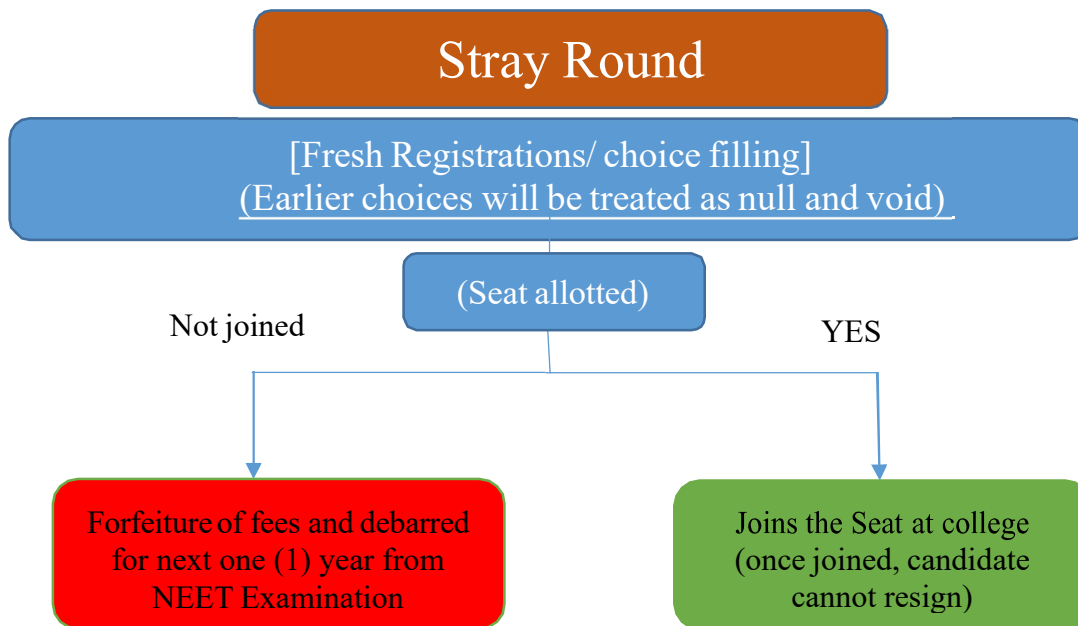 Stray Round
[Fresh Registrations/ choice filling]
(Earlier choices will be treated as null and void)
(Seat allotted)
Not joined
YES
Forfeiture of fees and debarred
for next one (1) year from
NEET Examination
Joins the Seat at college
(once joined, candidate
cannot resign)